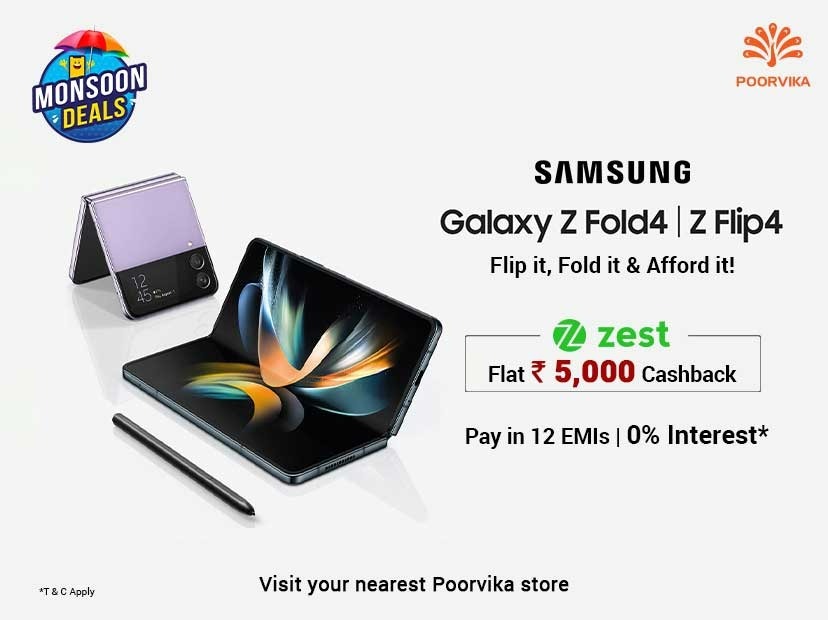 MONSOON
DEALS
POORVIKA
SAMSUNG
Galaxy Z Fold4 | Z Flip4
Flip it, Fold it & Afford it!
zest
Flat ₹ 5,000 Cashback
Pay in 12 EMIs | 0% Interest*
12
45
Visit your nearest Poorvika store
*T & C Apply